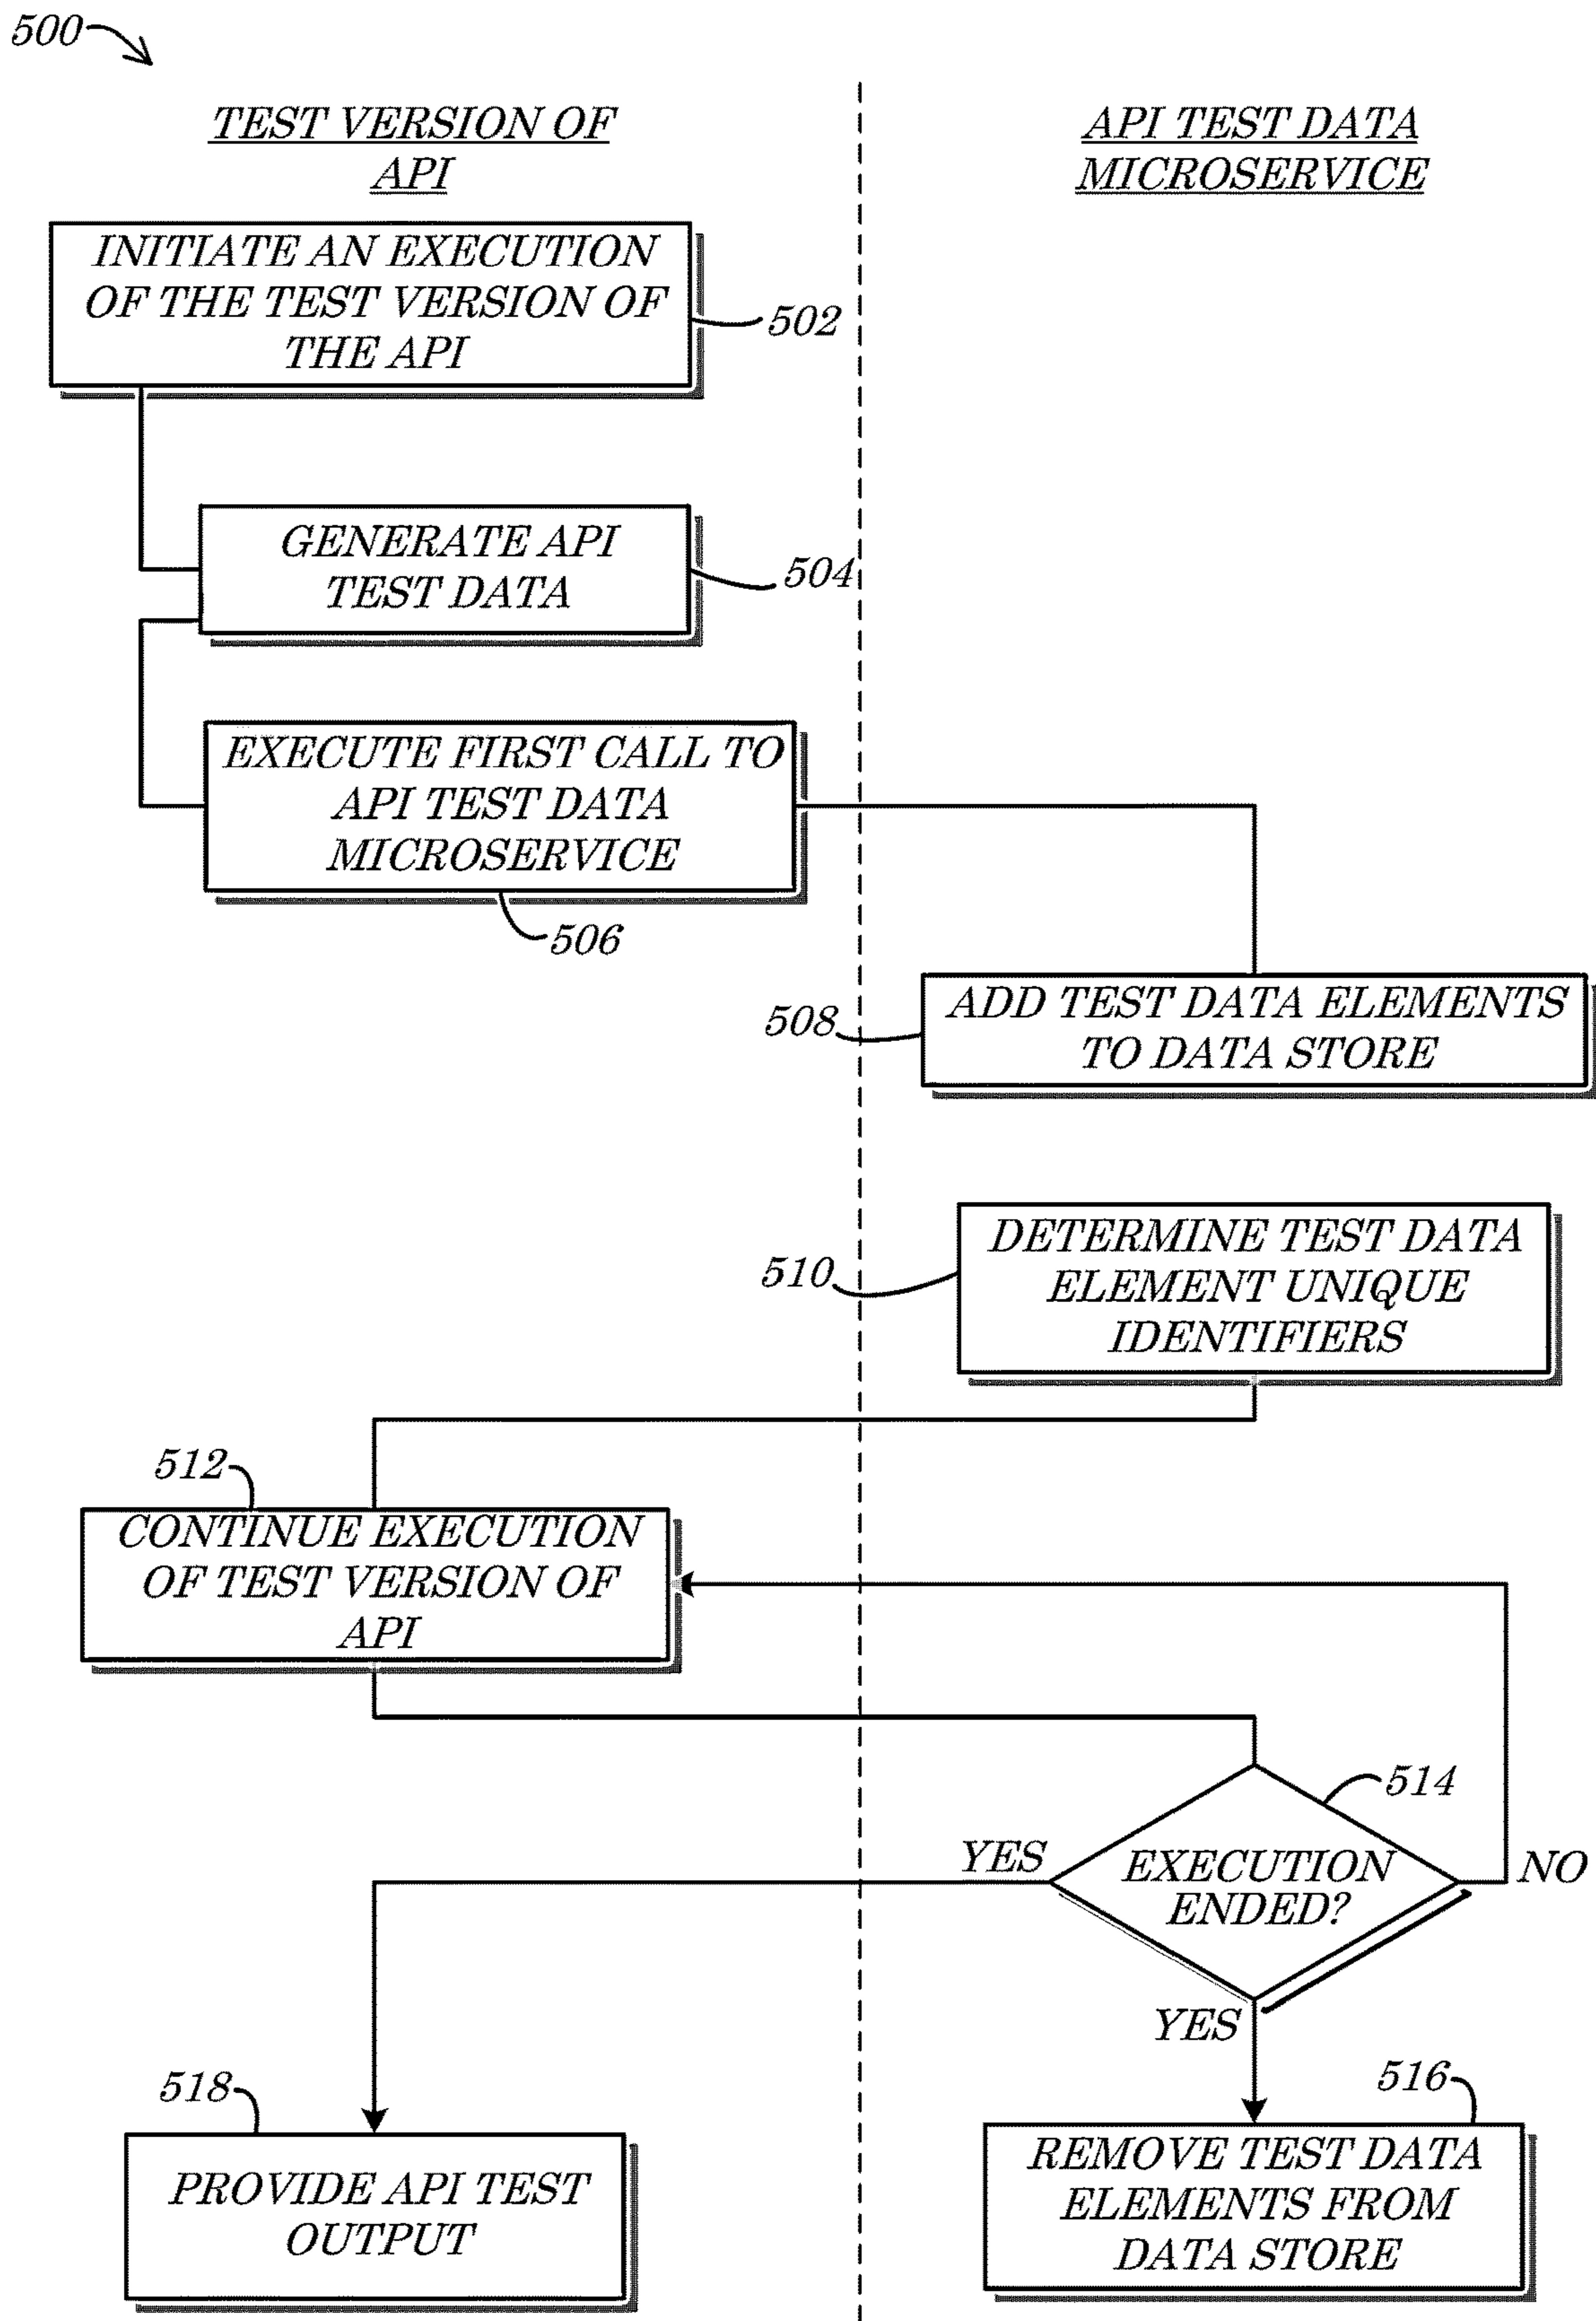 500
TEST VERSION OF
API
API TEST DATA
MICROSERVICE
INITIATE AN EXECUTION
OF THE TEST VERSION OF
THE API
502
GENERATE API
TEST DATA
504
EXECUTE FIRST CALL TO
API TEST DATA
MICROSERVICE
506
508
ADD TEST DATA ELEMENTS
TO DATA STORE
510
DETERMINE TEST DATA
ELEMENT UNIQUE
IDENTIFIERS
512
CONTINUE EXECUTION
OF TEST VERSION OF
API
514
YES
EXECUTION
ENDED?
NO
YES
518
PROVIDE API TEST
OUTPUT
516
REMOVE TEST DATA
ELEMENTS FROM
DATA STORE